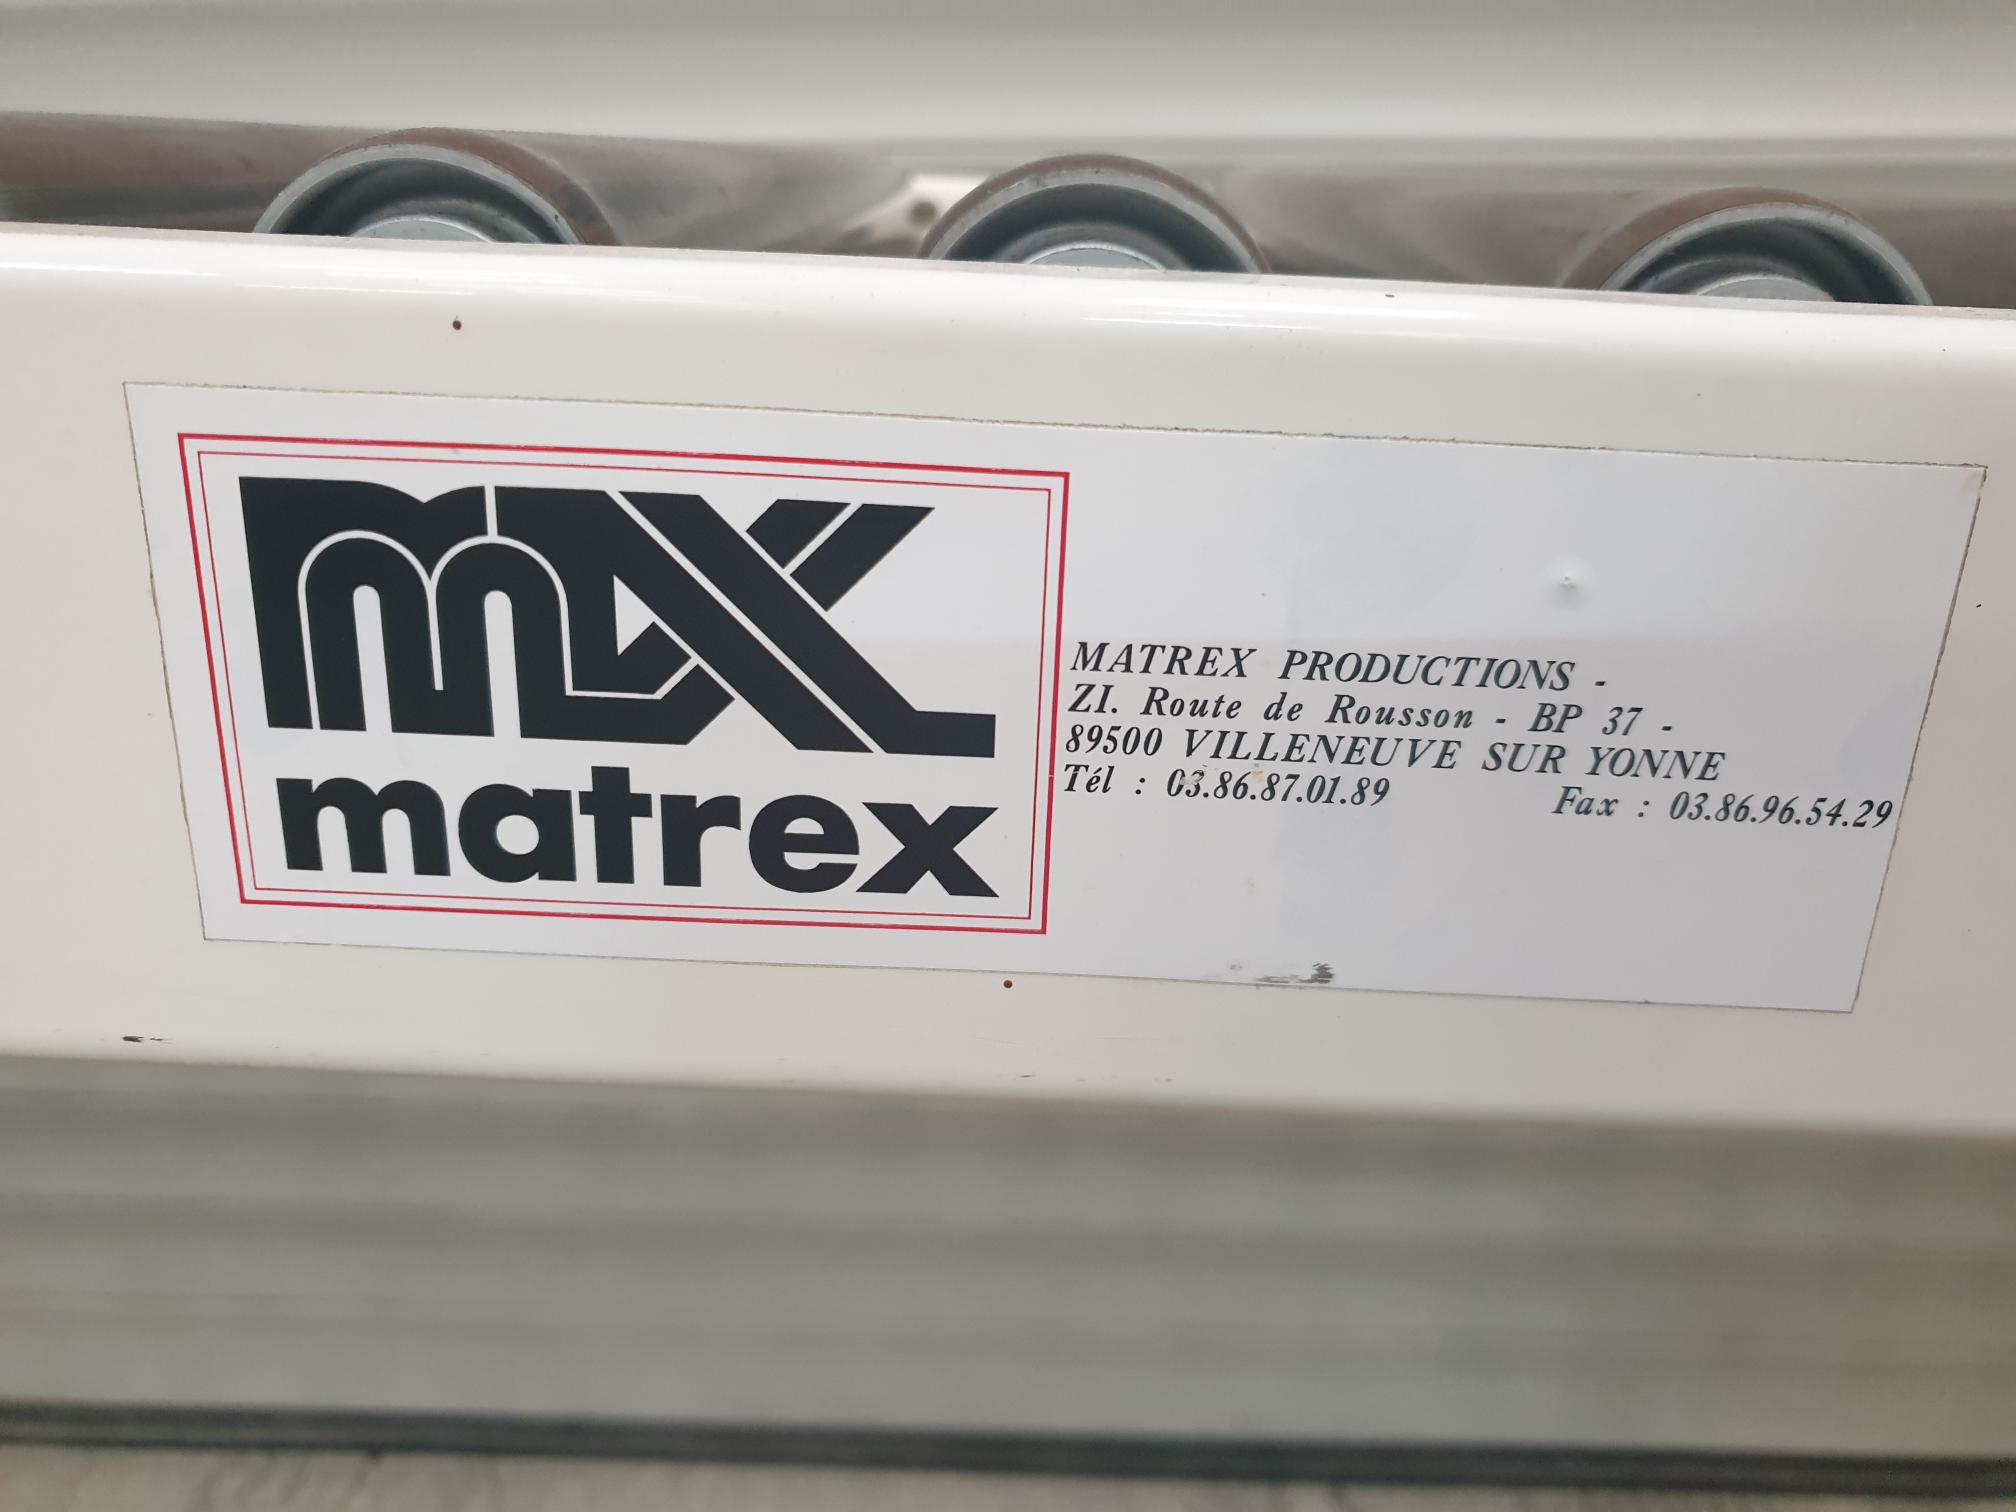 MX
matrex
MATREX PRODUCTIONS -
ZI. Route de Rousson - BP 37 -
89500 VILLENEUVE SUR YONNE
Tél : 03.86.87.01.89 Fax : 03.86.96.54.29